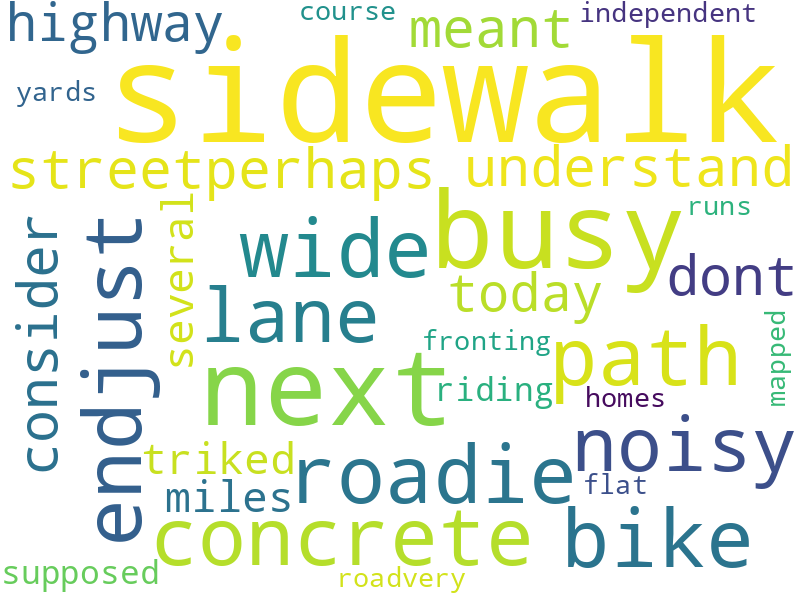 highway course meant independent
yards sidewalk
streetperhaps understand
consider endjust several wide busy runs
lane today dont
next fronting path mapped
riding homes
triked roadie noisy
miles flat
concrete bike
supposed roadvery